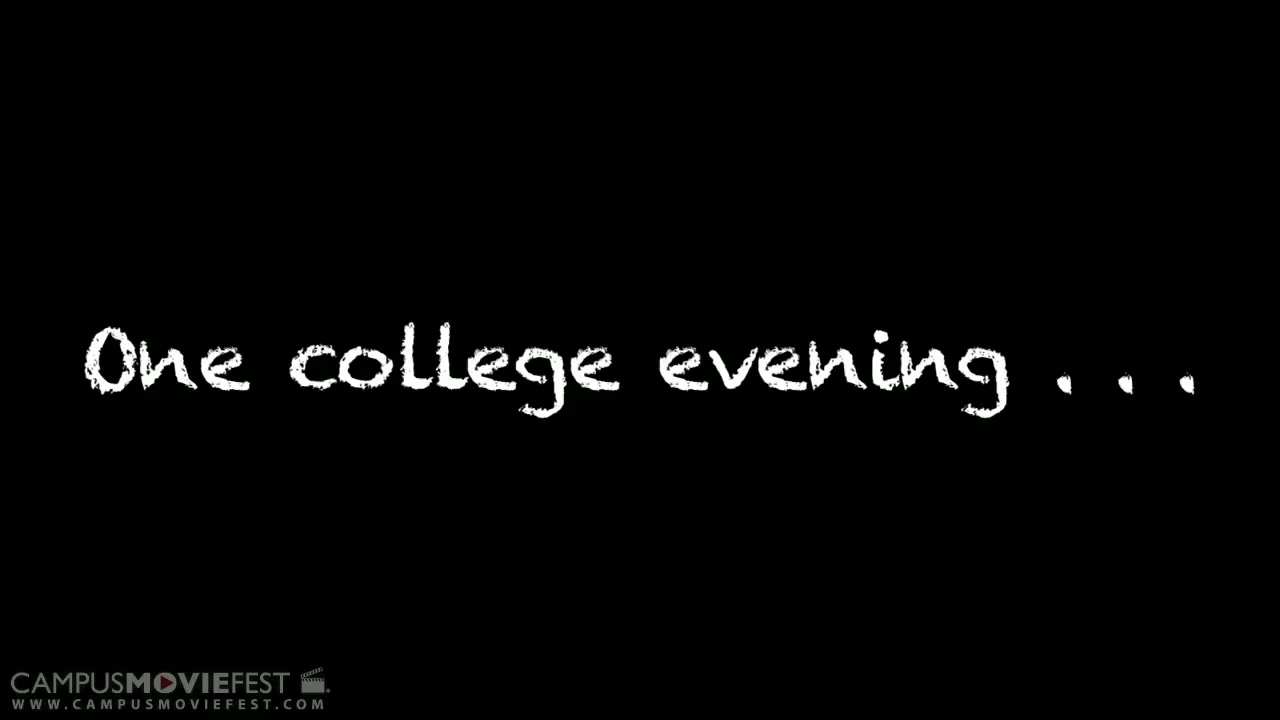 One college evening . . .
CAMPUSMOVIEFEST
WWW.CAMPUSMOVIEFEST.COM